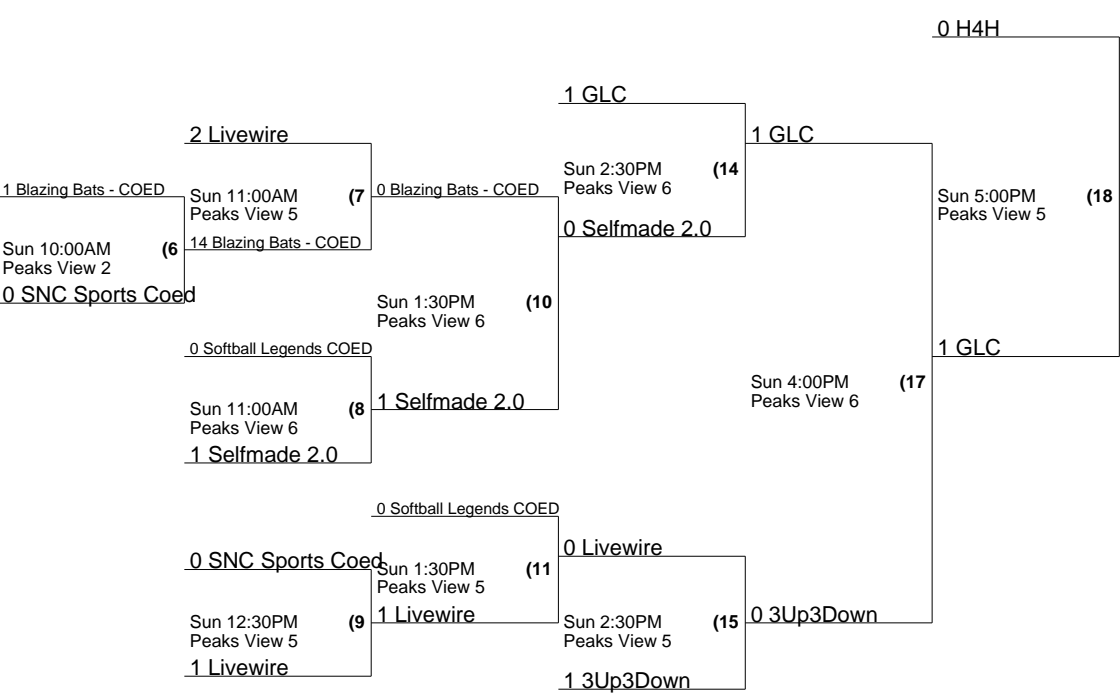 0 H4H
1 GLC
2 Livewire
1 GLC
Sun 2:30PM (14
Peaks View 6
1 Blazing Bats - COED
Sun 11:00AM (7
Peaks View 5
0 Blazing Bats - COED
Sun 5:00PM (18
Peaks View 5
0 Selfmade 2.0
Sun 10:00AM (6
Peaks View 2
14 Blazing Bats - COED
0 SNC Sports Coed
Sun 1:30PM (10
Peaks View 6
0 Softball Legends COED
1 GLC
Sun 4:00PM (17
Peaks View 6
Sun 11:00AM (8
Peaks View 6
1 Selfmade 2.0
1 Selfmade 2.0
0 Softball Legends COED
0 Livewire
0 SNC Sports Coed
Sun 1:30PM (11
Peaks View 5
1 Livewire
Sun 12:30PM (9
Peaks View 5
Sun 2:30PM (15
Peaks View 5
0 3Up3Down
1 Livewire
1 3Up3Down